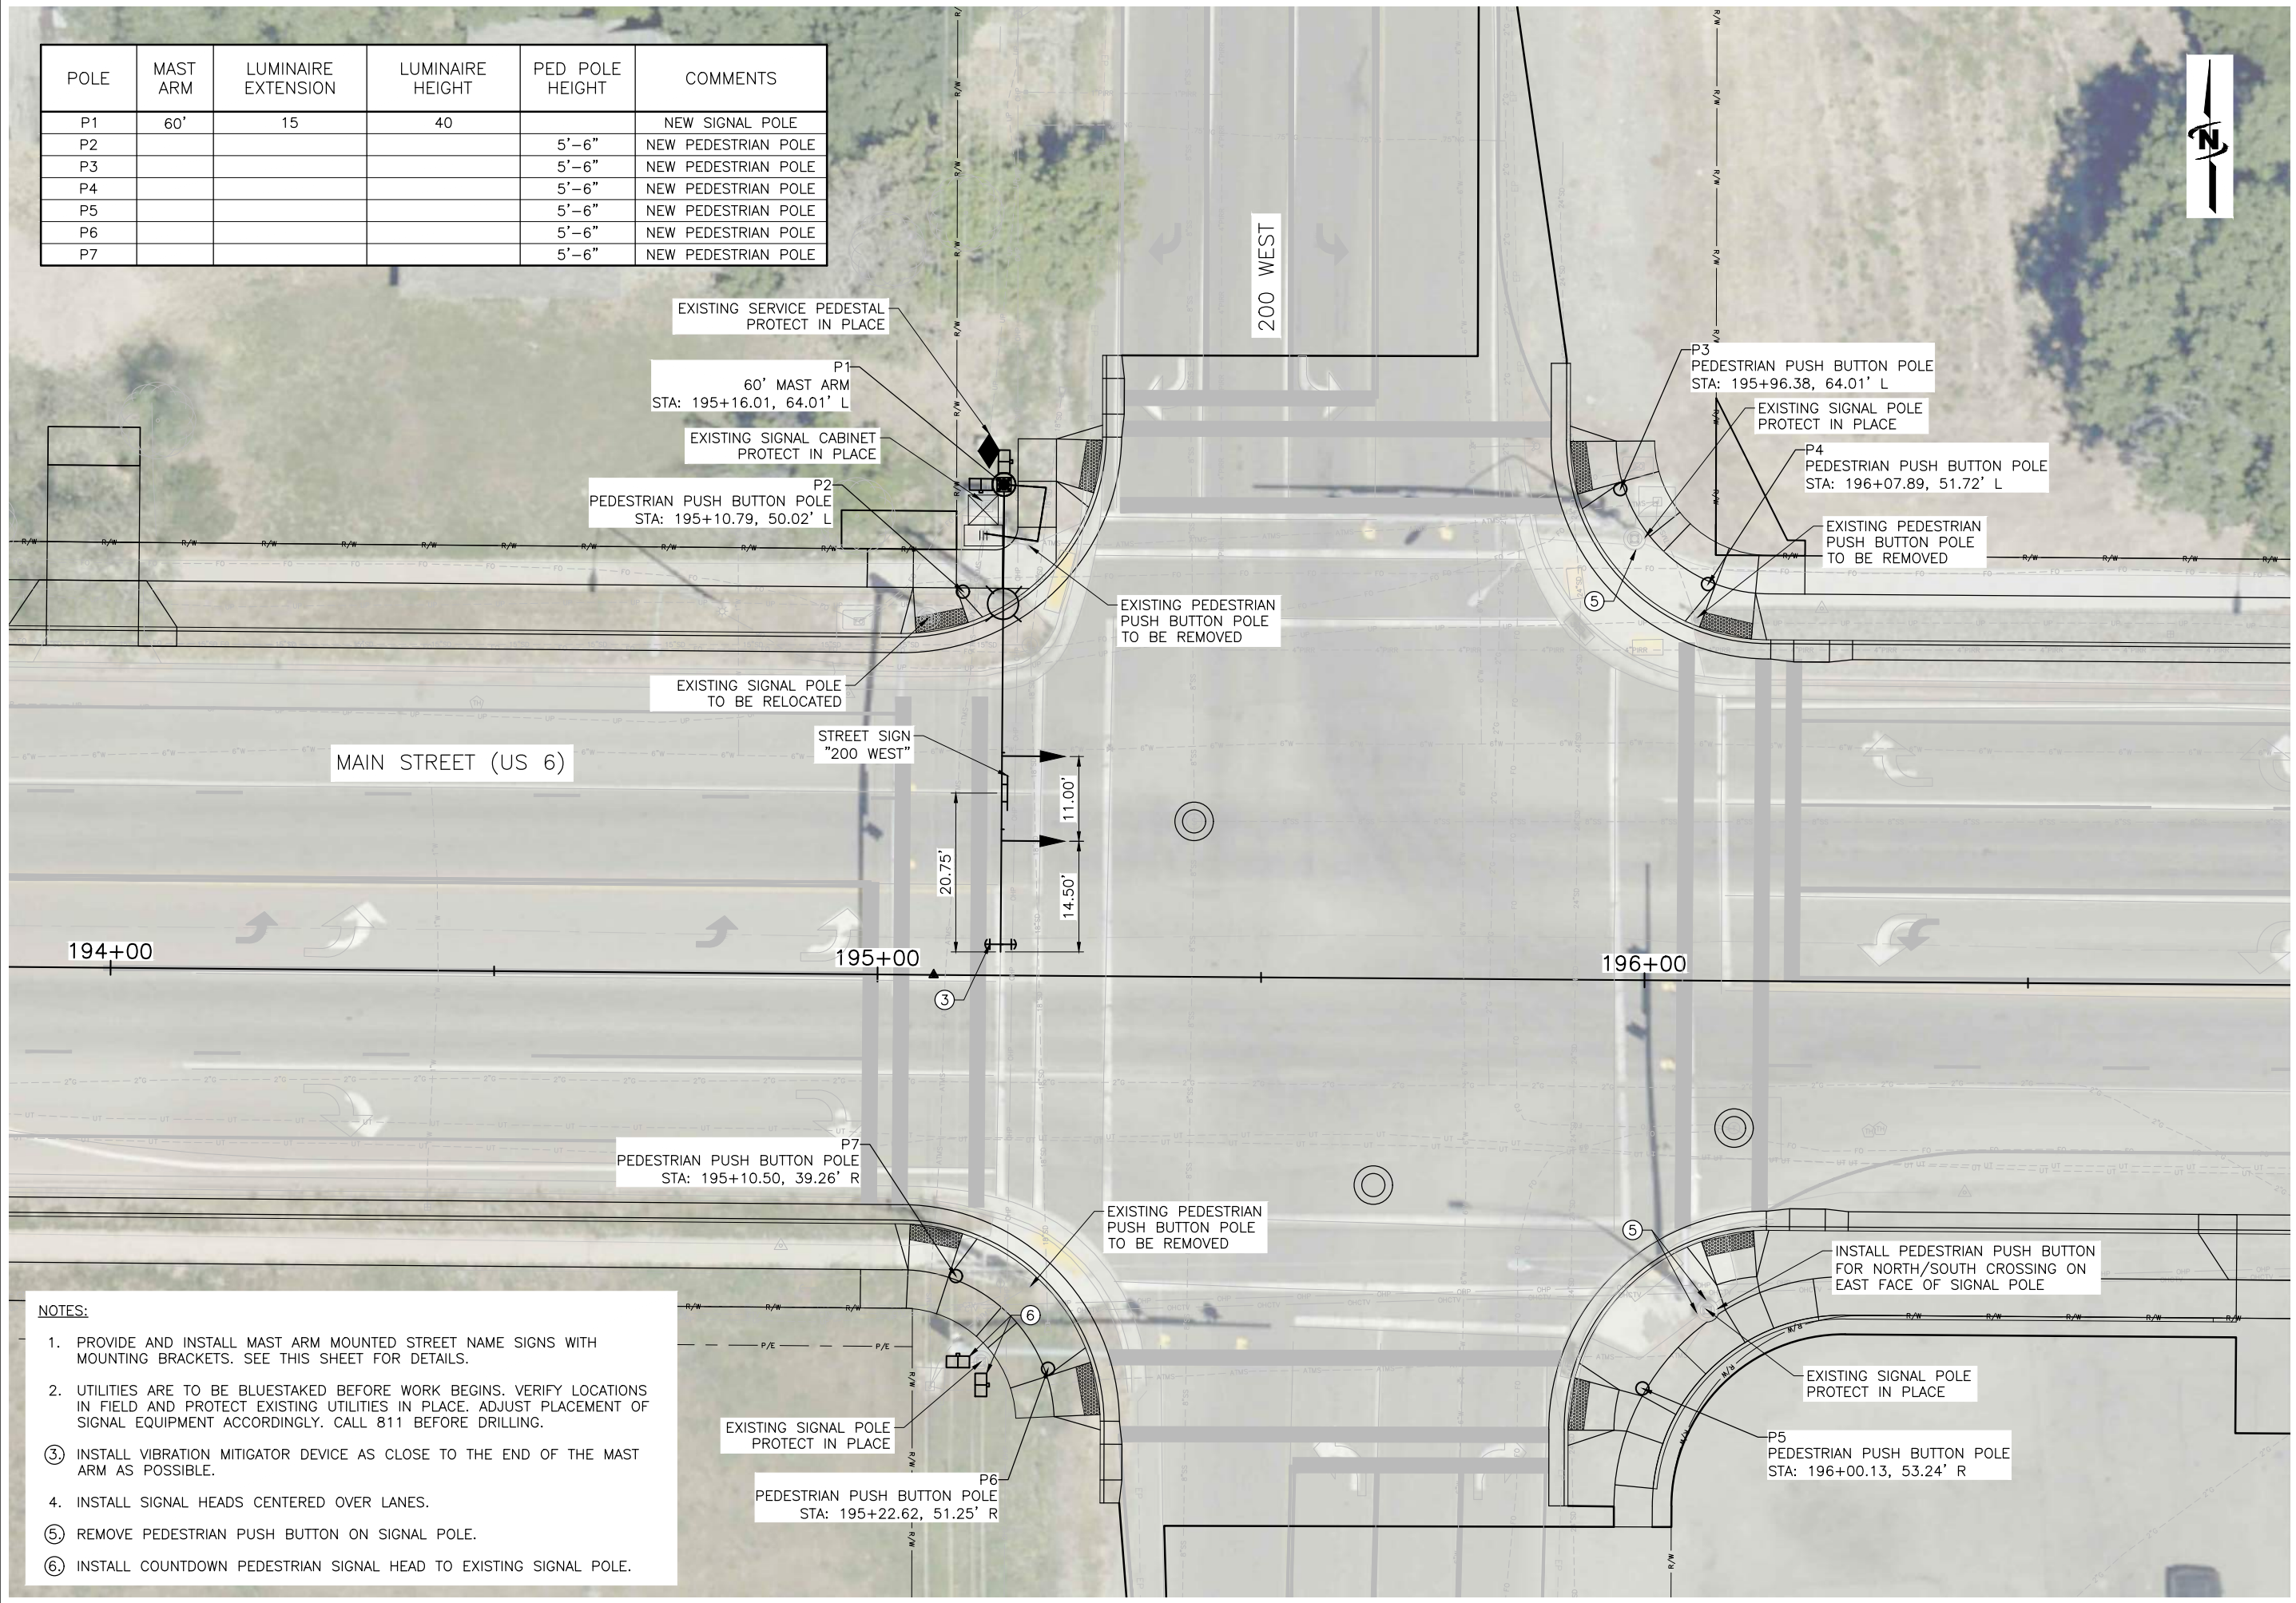 POLE MAST ARM LUMINAIRE EXTENSION LUMINAIRE HEIGHT PED POLE HEIGHT COMMENTS
P1 60' 15 40 NEW SIGNAL POLE
P2 5'-6" NEW PEDESTRIAN POLE
P3 5'-6" NEW PEDESTRIAN POLE
P4 5'-6" NEW PEDESTRIAN POLE
P5 5'-6" NEW PEDESTRIAN POLE
P6 5'-6" NEW PEDESTRIAN POLE
P7 5'-6" NEW PEDESTRIAN POLE
N
200 WEST
EXISTING SERVICE PEDESTAL
PROTECT IN PLACE
P1
60' MAST ARM
STA: 195+16.01, 64.01' L
EXISTING SIGNAL CABINET
PROTECT IN PLACE
P2
PEDESTRIAN PUSH BUTTON POLE
STA: 195+10.79, 50.02' L
P3
PEDESTRIAN PUSH BUTTON POLE
STA: 195+96.38, 64.01' L
EXISTING SIGNAL POLE
PROTECT IN PLACE
P4
PEDESTRIAN PUSH BUTTON POLE
STA: 196+07.89, 51.72' L
EXISTING PEDESTRIAN
PUSH BUTTON POLE
TO BE REMOVED
5
EXISTING PEDESTRIAN
PUSH BUTTON POLE
TO BE REMOVED
EXISTING SIGNAL POLE
TO BE RELOCATED
STREET SIGN
"200 WEST"
MAIN STREET (US 6)
11.00'
20.75'
14.50'
194+00
195+00
196+00
3
P7
PEDESTRIAN PUSH BUTTON POLE
STA: 195+10.50, 39.26' R
EXISTING PEDESTRIAN
PUSH BUTTON POLE
TO BE REMOVED
5
INSTALL PEDESTRIAN PUSH BUTTON
FOR NORTH/SOUTH CROSSING ON
EAST FACE OF SIGNAL POLE
6
EXISTING SIGNAL POLE
PROTECT IN PLACE
EXISTING SIGNAL POLE
PROTECT IN PLACE
P5
PEDESTRIAN PUSH BUTTON POLE
STA: 196+00.13, 53.24' R
P6
PEDESTRIAN PUSH BUTTON POLE
STA: 195+22.62, 51.25' R
R/W
P/E
NOTES:
1. PROVIDE AND INSTALL MAST ARM MOUNTED STREET NAME SIGNS WITH
MOUNTING BRACKETS. SEE THIS SHEET FOR DETAILS.
2. UTILITIES ARE TO BE BLUESTAKED BEFORE WORK BEGINS. VERIFY LOCATIONS
IN FIELD AND PROTECT EXISTING UTILITIES IN PLACE. ADJUST PLACEMENT OF
SIGNAL EQUIPMENT ACCORDINGLY. CALL 811 BEFORE DRILLING.
3. INSTALL VIBRATION MITIGATOR DEVICE AS CLOSE TO THE END OF THE MAST
ARM AS POSSIBLE.
4. INSTALL SIGNAL HEADS CENTERED OVER LANES.
5. REMOVE PEDESTRIAN PUSH BUTTON ON SIGNAL POLE.
6. INSTALL COUNTDOWN PEDESTRIAN SIGNAL HEAD TO EXISTING SIGNAL POLE.